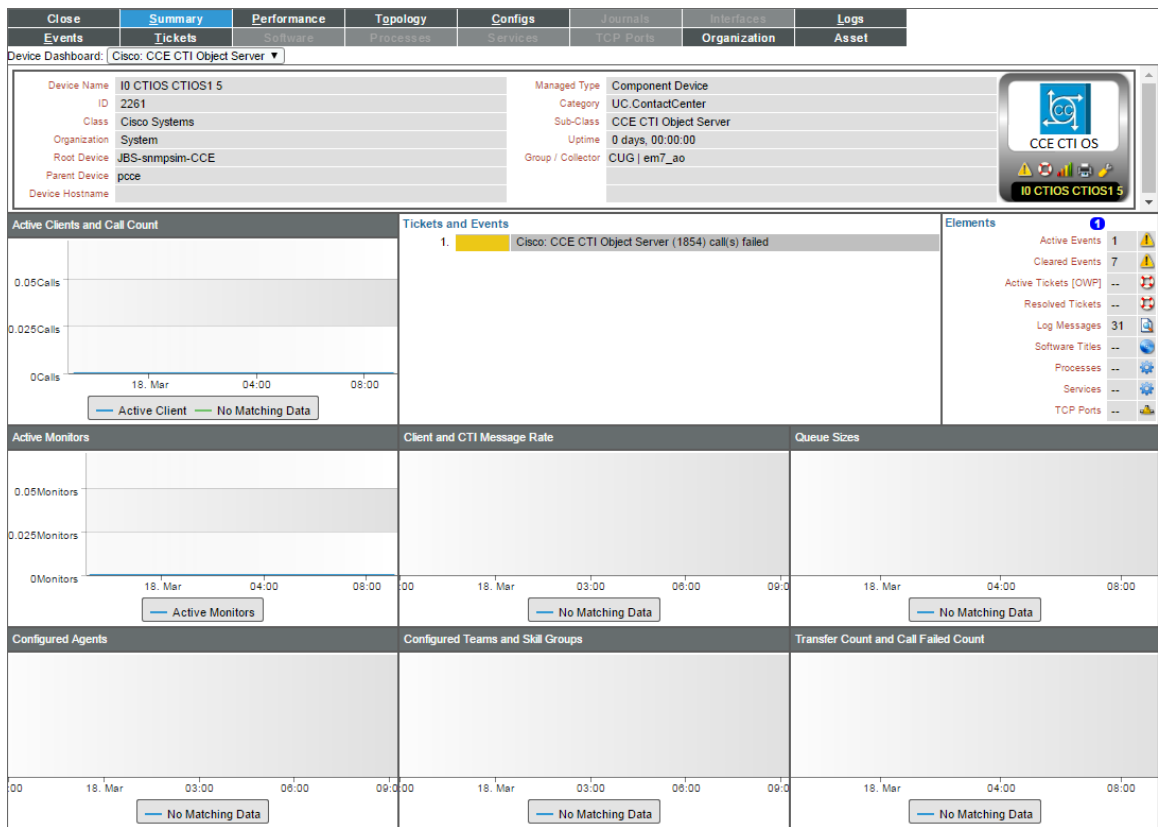 Close Summary Performance Topology Configs Journals Interfaces Logs
Events Tickets Software Processes Services TCP Ports Organization Asset
Device Dashboard: Cisco: CCE CTI Object Server ▼
Device Name I0 CTIOS CTIOS1 5 Managed Type Component Device
ID 2261 Category UC.ContactCenter
Class Cisco Systems Sub-Class CCE CTI Object Server
Organization System Uptime 0 days, 00:00:00
Root Device JBS-snmpsim-CCE Group / Collector CUG | em7_ao
Parent Device pcce
Device Hostname
CC
CCE CTI OS
I0 CTIOS CTIOS1 5
Active Clients and Call Count
0.05Calls
0.025Calls
0Calls
18. Mar 04:00 08:00
Active Client No Matching Data
Tickets and Events
1. Cisco: CCE CTI Object Server (1854) call(s) failed
Elements 1
Active Events 1
Cleared Events 7
Active Tickets [OWP] --
Resolved Tickets --
Log Messages 31
Software Titles --
Processes --
Services --
TCP Ports --
Active Monitors
0.05Monitors
0.025Monitors
0Monitors
18. Mar 04:00 08:00
Active Monitors
Client and CTI Message Rate
:00 18. Mar 03:00 06:00 09:0
No Matching Data
Queue Sizes
18. Mar 04:00 08:00
No Matching Data
Configured Agents
:00 18. Mar 03:00 06:00 09:0
No Matching Data
Configured Teams and Skill Groups
:00 18. Mar 03:00 06:00 09:0
No Matching Data
Transfer Count and Call Failed Count
18. Mar 04:00 08:00
No Matching Data